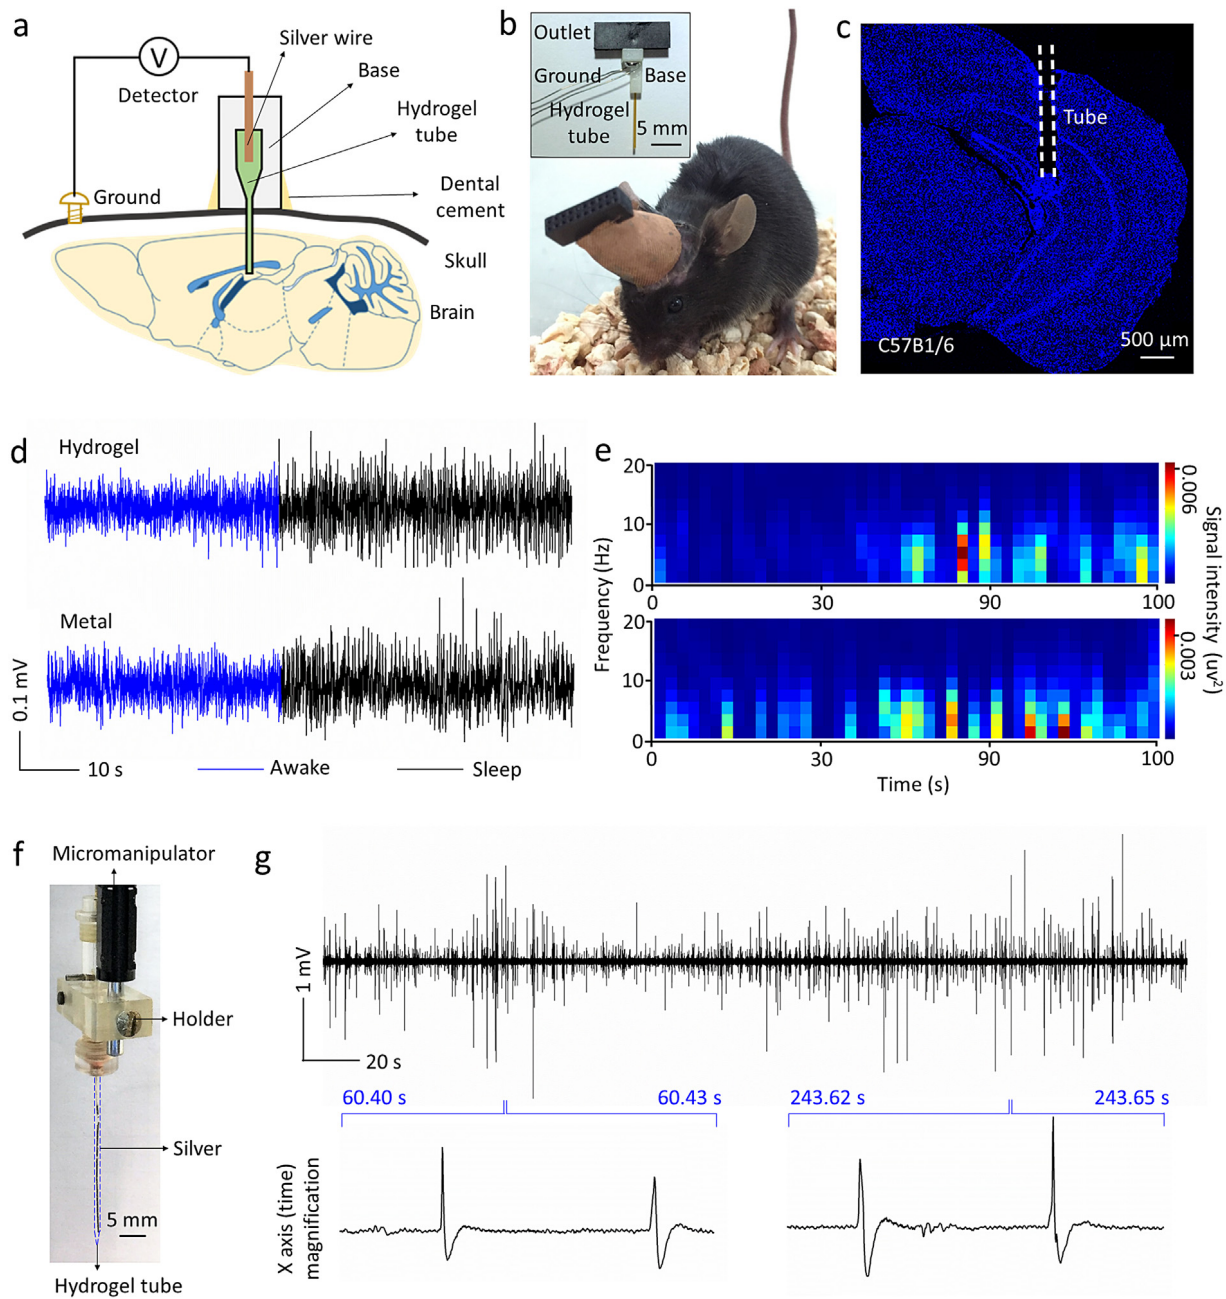 a
Silver wire
V
Base
Detector
Hydrogel
tube
Ground
Dental
cement
Skull
Brain
b
Outlet
Ground
Base
Hydrogel
tube
5 mm
c
Tube
500 μm
C57B1/6
d
Hydrogel
Metal
0.1 mV
10 s
Awake
Sleep
e
20
10
0
0
30
90
100
0.006
20
10
0
0
30
90
100
0.003
Frequency (Hz)
Time (s)
Signal intensity (uv²)
f
Micromanipulator
Holder
Silver
5 mm
Hydrogel tube
g
1 mV
20 s
60.40 s
60.43 s
243.62 s
243.65 s
X axis (time)
magnification